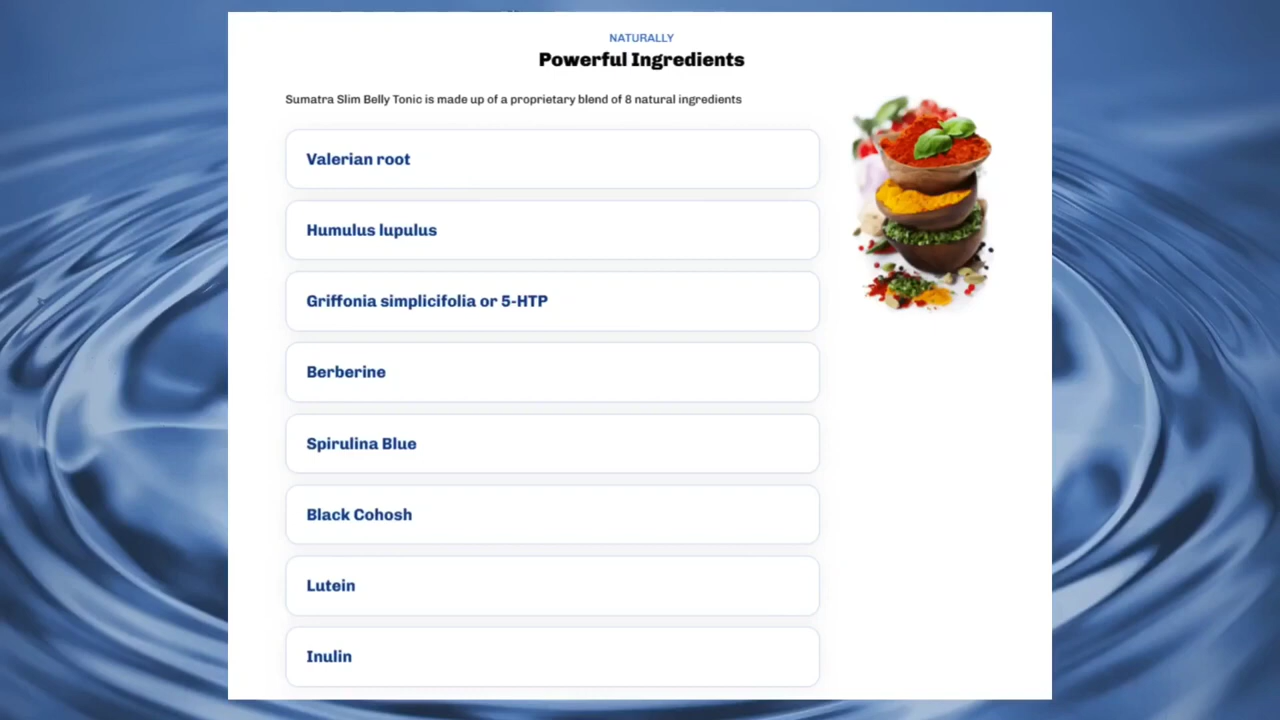 NATURALLY
Powerful Ingredients
Sumatra Slim Belly Tonic is made up of a proprietary blend of 8 natural ingredients
Valerian root
Humulus lupulus
Griffonia simplicifolia or 5-HTP
Berberine
Spirulina Blue
Black Cohosh
Lutein
Inulin